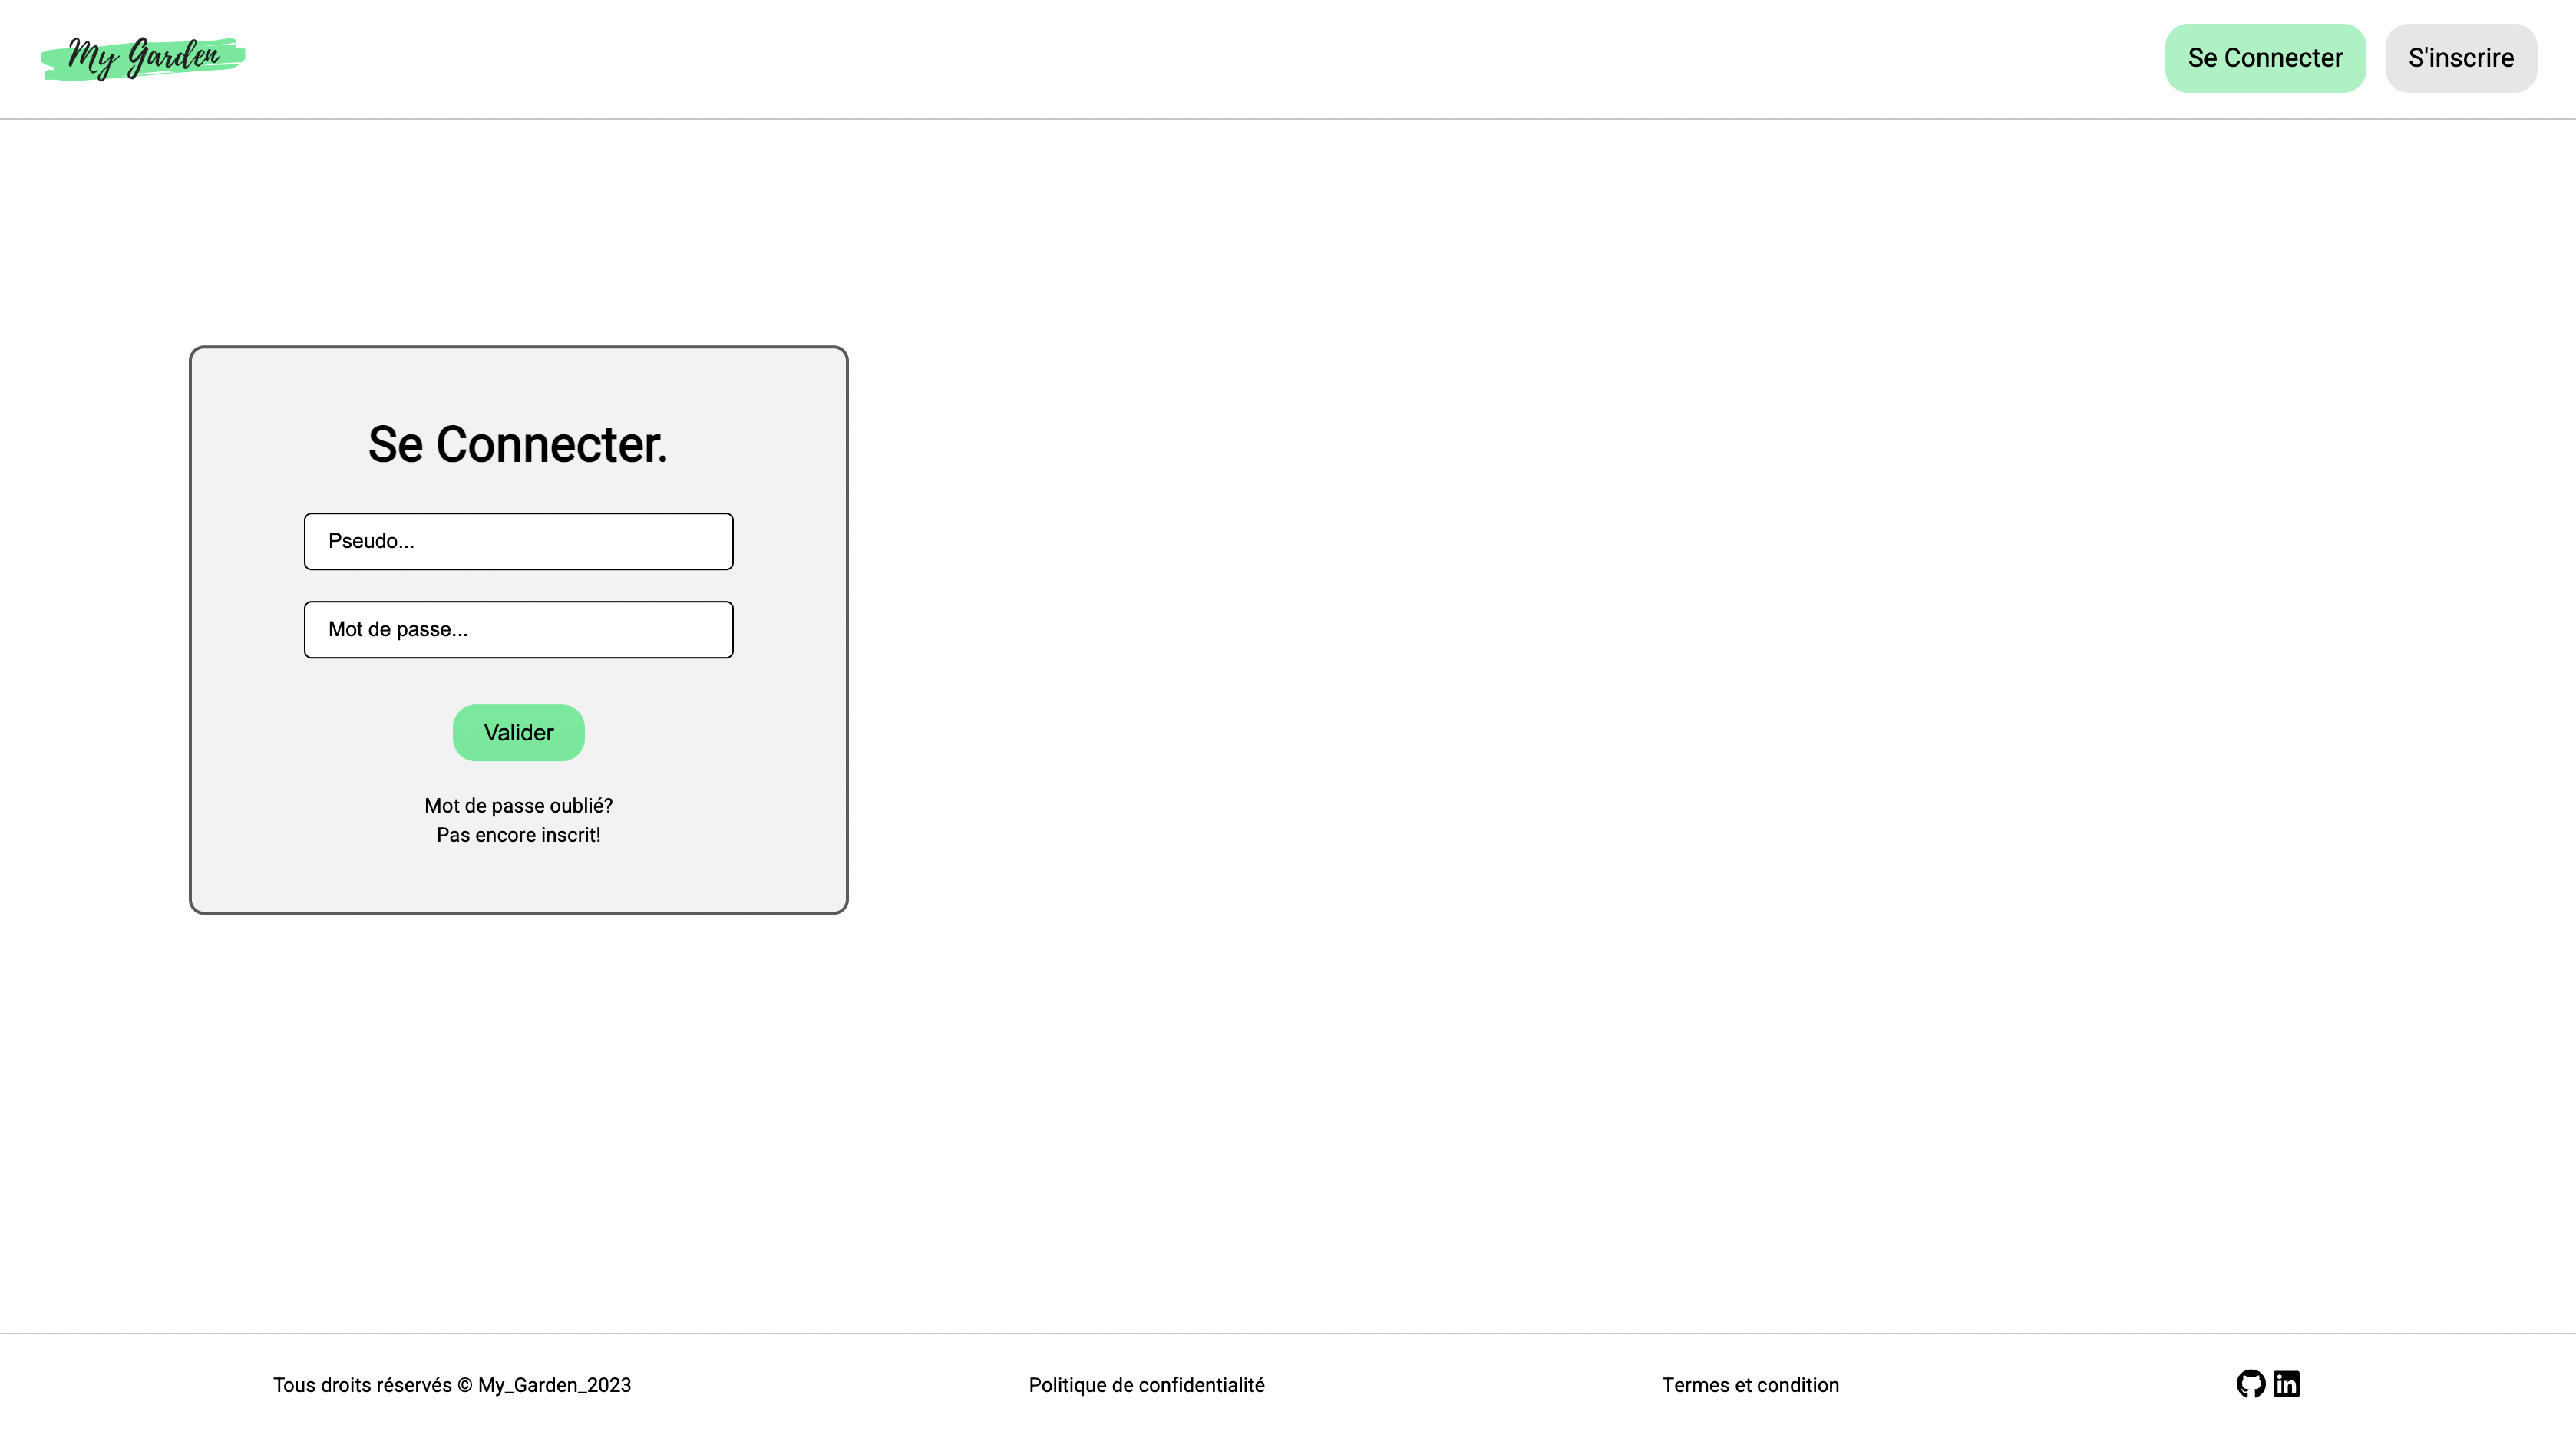 My Garden
Se Connecter
S'inscrire
Se Connecter.
Pseudo...
Mot de passe...
Valider
Mot de passe oublié?
Pas encore inscrit!
Tous droits réservés © My_Garden_2023
Politique de confidentialité
Termes et condition
in